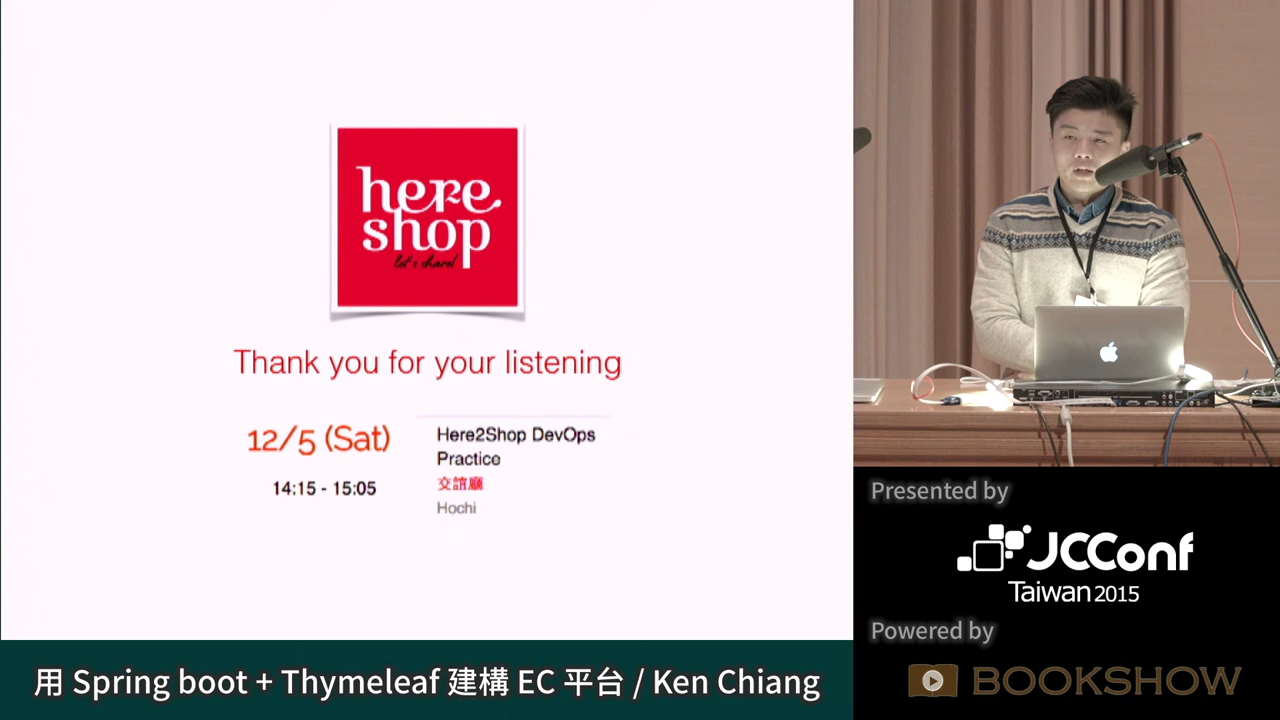 here
shop
let's share!
Thank you for your listening
12/5 (Sat)
14:15 - 15:05
Here2Shop DevOps
Practice
交誼廳
Hochi
Presented by
JCConf
Taiwan 2015
Powered by
BOOKSHOW
用 Spring boot + Thymeleaf 建構 EC 平台 / Ken Chiang